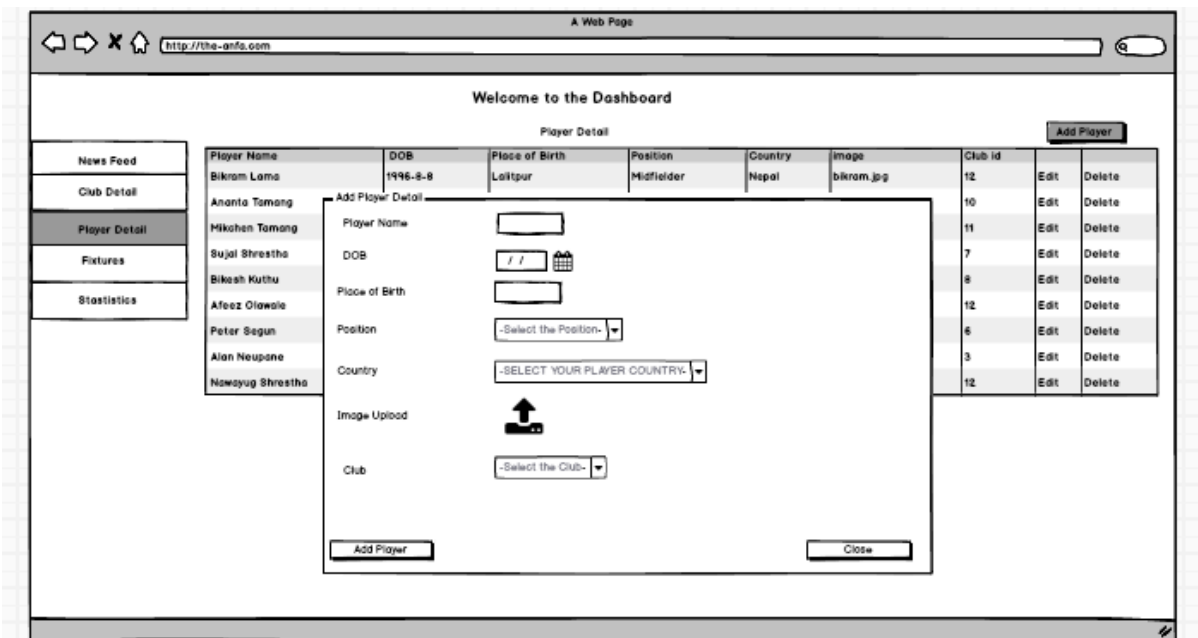 A Web Page
http://the-anfa.com
Welcome to the Dashboard
Player Detail
Add Player
News Feed
Club Detail
Player Detail
Fixtures
Stastistics
Player Name DOB Place of Birth Position Country image Club id
Bikram Lama 1996-8-8 Lalitpur Midfielder Nepal bikram.jpg 12 Edit Delete
Ananta Tamang 10 Edit Delete
Mikchen Tamang 11 Edit Delete
Sujal Shrestha 7 Edit Delete
Bikesh Kuthu 8 Edit Delete
Afeez Olawale 12 Edit Delete
Peter Segun 6 Edit Delete
Alan Neupane 3 Edit Delete
Nawayug Shrestha 12 Edit Delete
Add Player Detail
Player Name
DOB / /
Place of Birth
Position -Select the Position-
Country -SELECT YOUR PLAYER COUNTRY-
Image Upload
Club -Select the Club-
Add Player Close